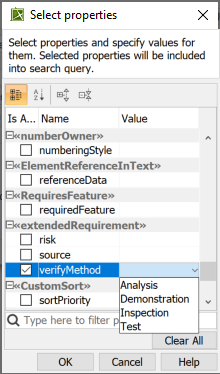 Select properties
Select properties and specify values for
them. Selected properties will be included
into search query.
Is A... Name Value
«numberOwner»
numberingStyle
«ElementReferenceInText»
referenceData
«RequiresFeature»
requiredFeature
«extendedRequirement»
risk
source
verifyMethod
Analysis
«CustomSort»
Demonstration
sortPriority
Inspection
Type here to filter p
Test
Clear All
OK Cancel Help